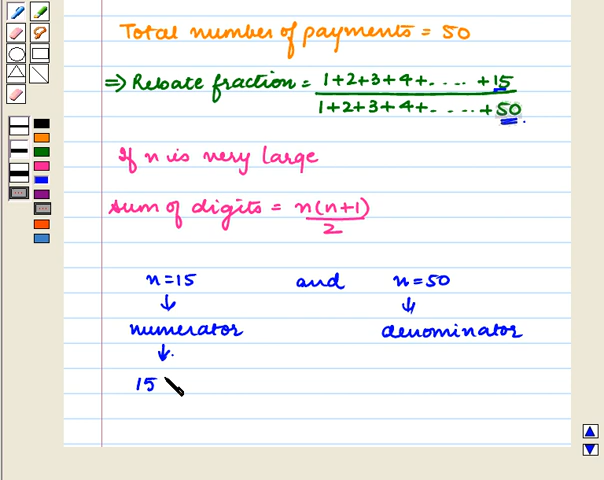 Total number of payments = 50
⇒ Rebate fraction = 1+2+3+4+.....+15 / 1+2+3+4+.....+50.
If n is very large
Sum of digits = n(n+1) / 2
n=15 and n=50
↓ ↓
numerator denominator
↓.
15